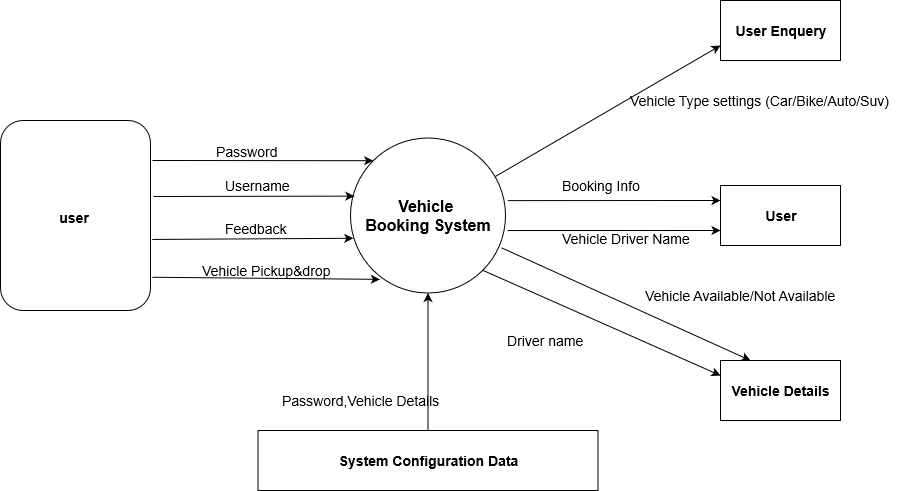 User Enquery
Vehicle Type settings (Car/Bike/Auto/Suv)
Password
Username
Feedback
Vehicle Pickup&drop
user
Vehicle
Booking System
Booking Info
User
Vehicle Driver Name
Vehicle Available/Not Available
Driver name
Vehicle Details
Password,Vehicle Details
System Configuration Data